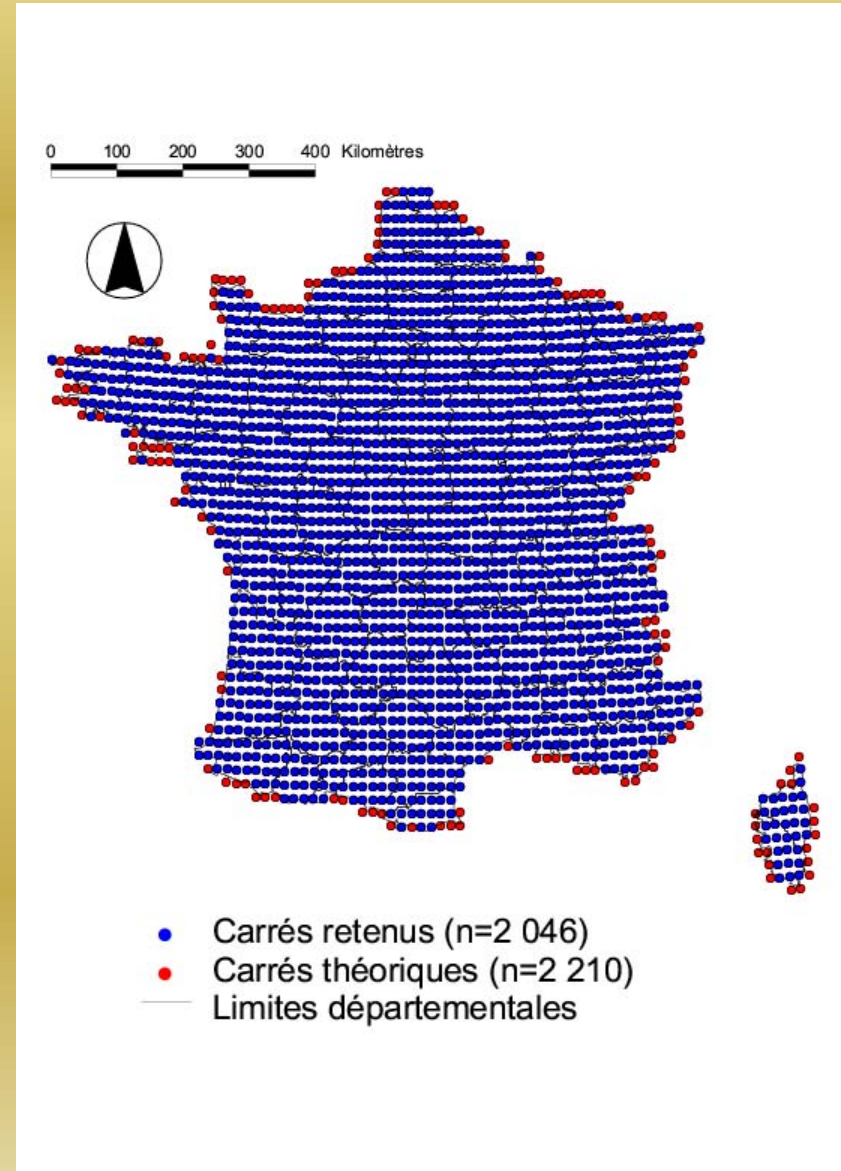 0 100 200 300 400 Kilomètres
Carrés retenus (n=2 046)
Carrés théoriques (n=2 210)
Limites départementales